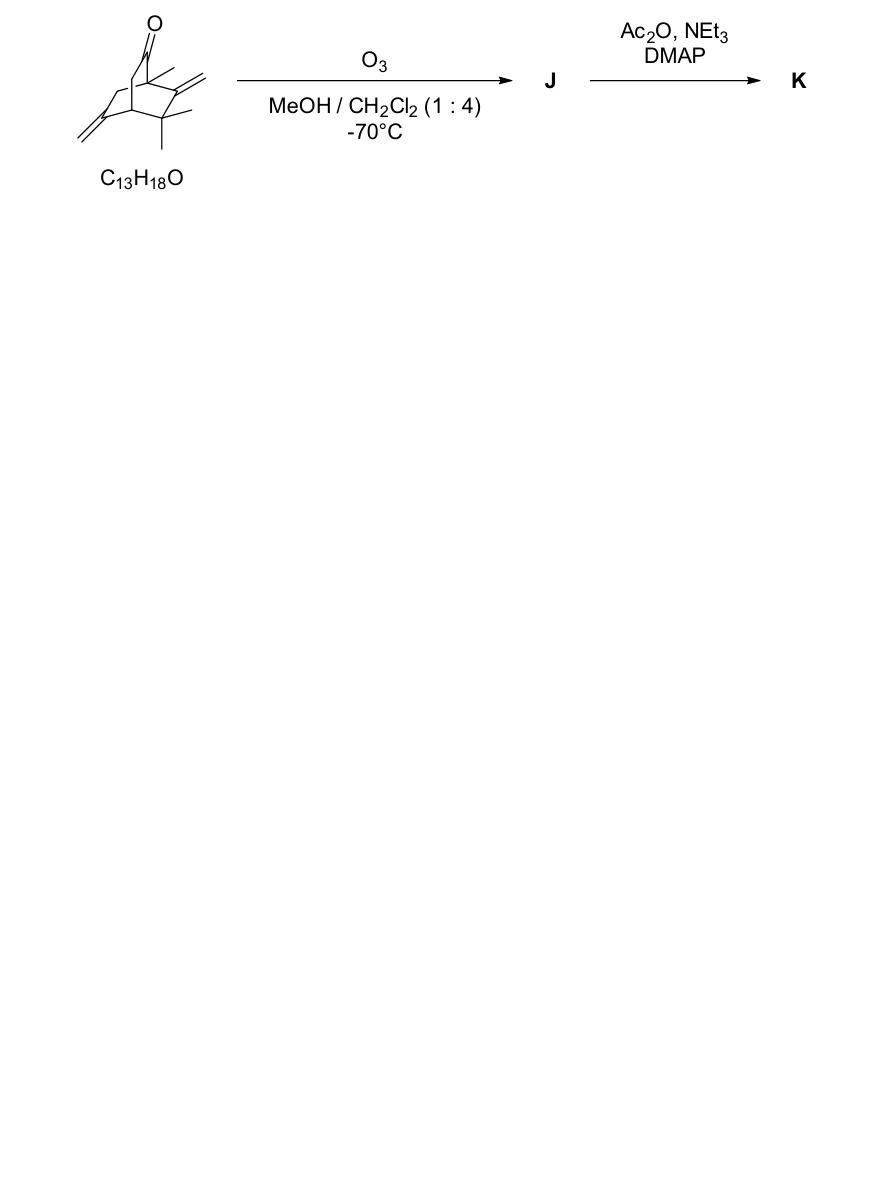 O
O₃
MeOH / CH₂Cl₂ (1 : 4)
-70°C
J
Ac₂O, NEt₃
DMAP
K
C₁₃H₁₈O